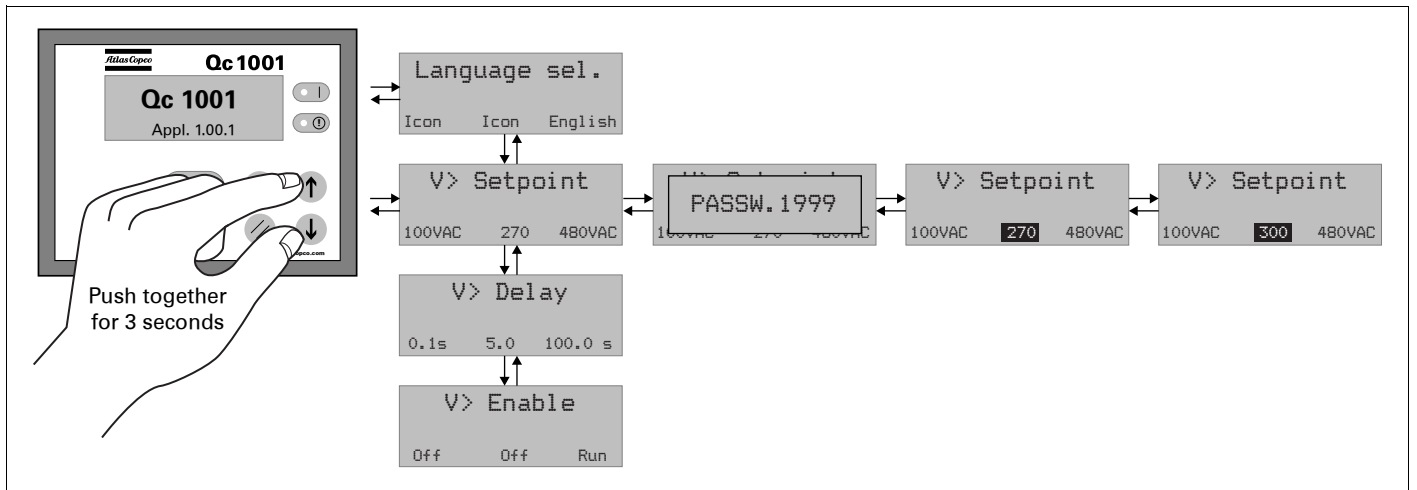 Atlas Copco
Qc 1001
Qc 1001
Appl. 1.00.1
Push together
for 3 seconds
Language sel.
Icon Icon English
V> Setpoint
100VAC 270 480VAC
PASSW.1999
V> Setpoint
100VAC 270 480VAC
V> Setpoint
100VAC 300 480VAC
V> Delay
0.1s 5.0 100.0 s
V> Enable
Off Off Run